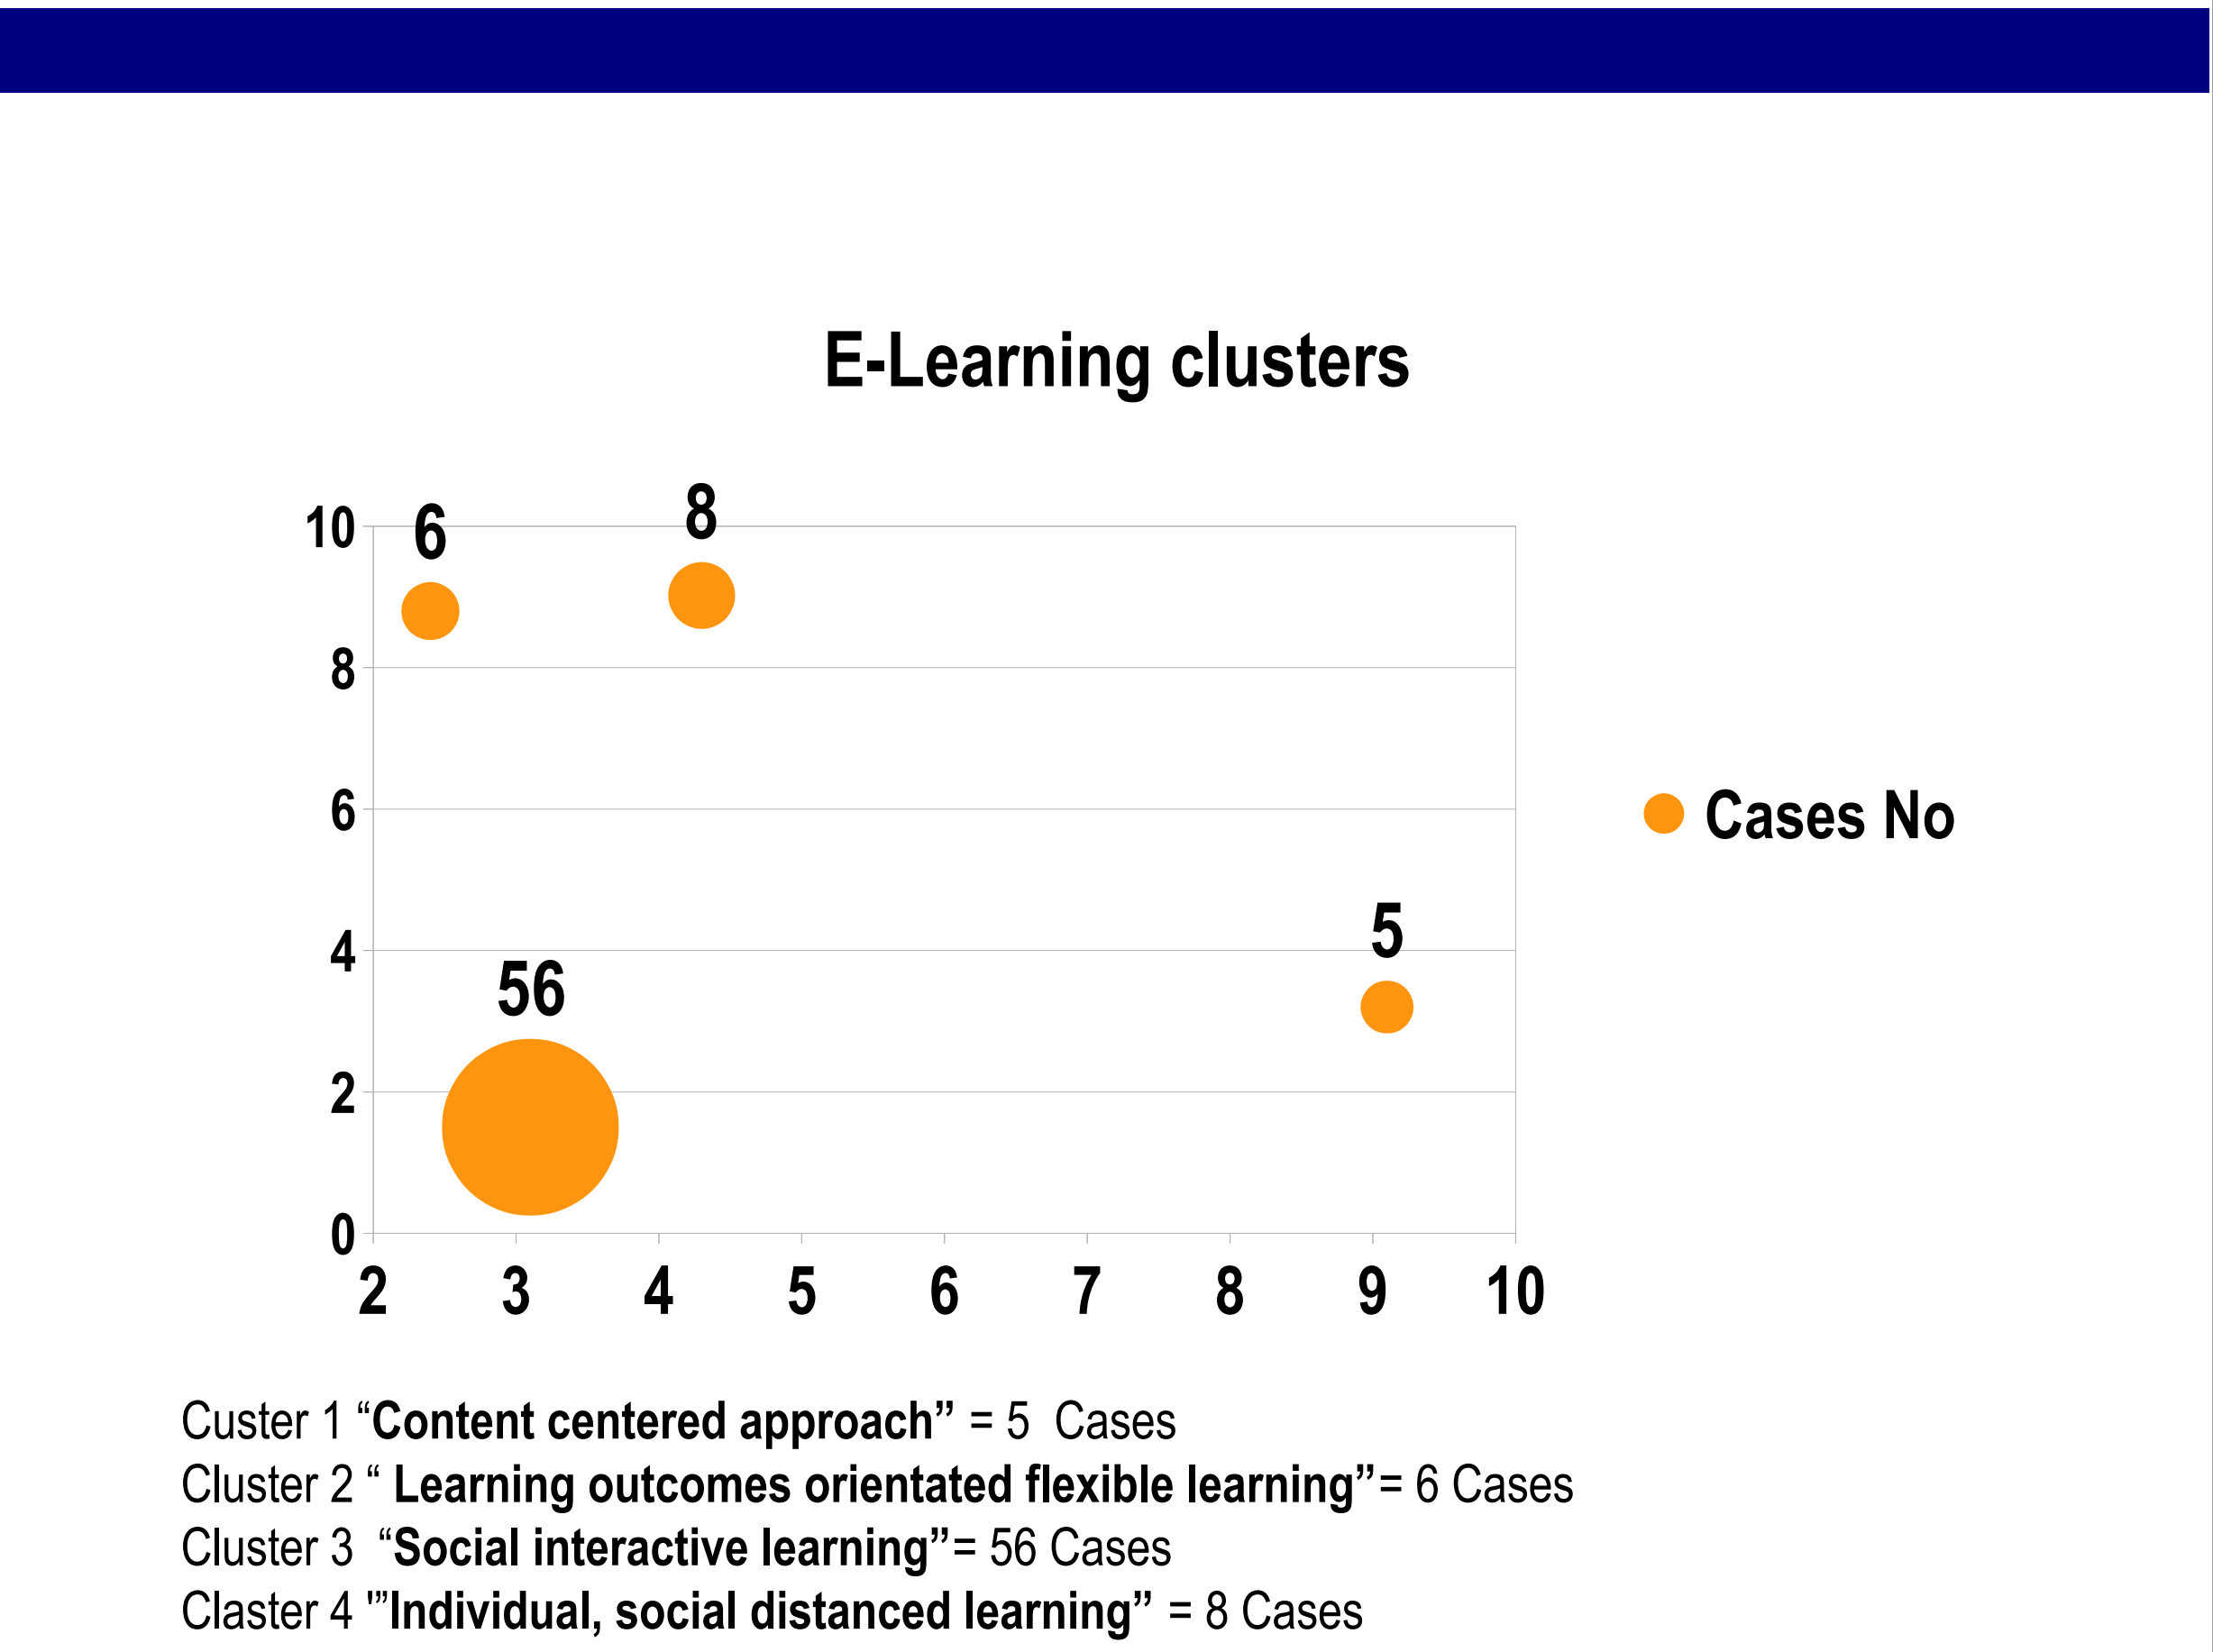 E-Learning clusters
6
8
10
8
6
Cases No
5
4
56
2
0
2 3 4 5 6 7 8 9 10
Custer 1 “Content centered approach” = 5 Cases
Cluster 2 “ Learning outcomes orientated flexible learning”= 6 Cases
Cluster 3 “Social interactive learning”= 56 Cases
Claster 4 ”Individual, social distanced learning” = 8 Cases